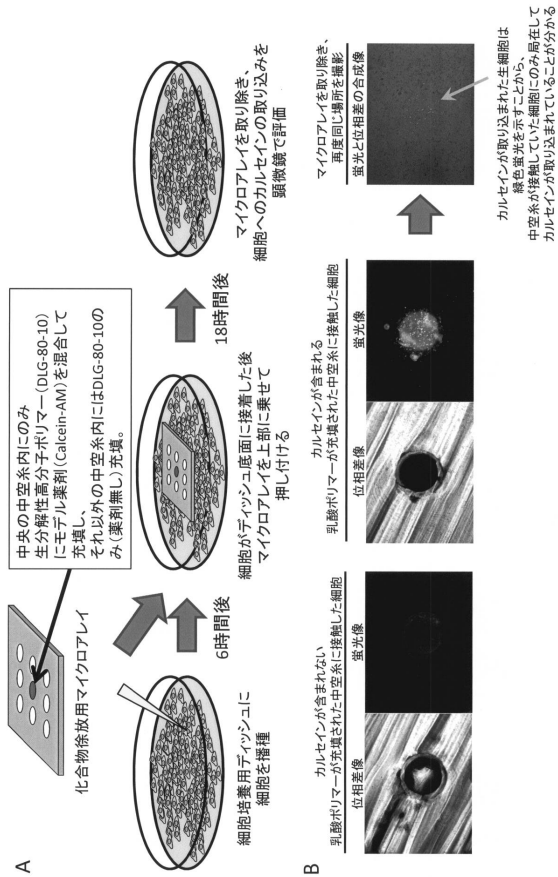 A
化合物徐放用マイクロアレイ
中央の中空糸内にのみ
生分解性高分子ポリマー(DLG-80-10)
にモデル薬剤(Calcein-AM)を混合して
充填し、
それ以外の中空糸内にはDLG-80-10の
み(薬剤無し)充填。
細胞培養用ディッシュに
細胞を播種
6時間後
細胞がディッシュ底面に接着した後
マイクロアレイを上部に乗せて
押し付ける
18時間後
マイクロアレイを取り除き、
細胞へのカルセインの取り込みを
顕微鏡で評価
B
カルセインが含まれない
乳酸ポリマーが充填された中空糸に接触した細胞
位相差像
蛍光像
カルセインが含まれる
乳酸ポリマーが充填された中空糸に接触した細胞
位相差像
蛍光像
マイクロアレイを取り除き、
再度同じ場所を撮影
蛍光と位相差の合成像
カルセインが取り込まれた生細胞は
緑色蛍光を示すことから、
中空糸が接触していた細胞にのみ局在して
カルセインが取り込まれていることが分かる